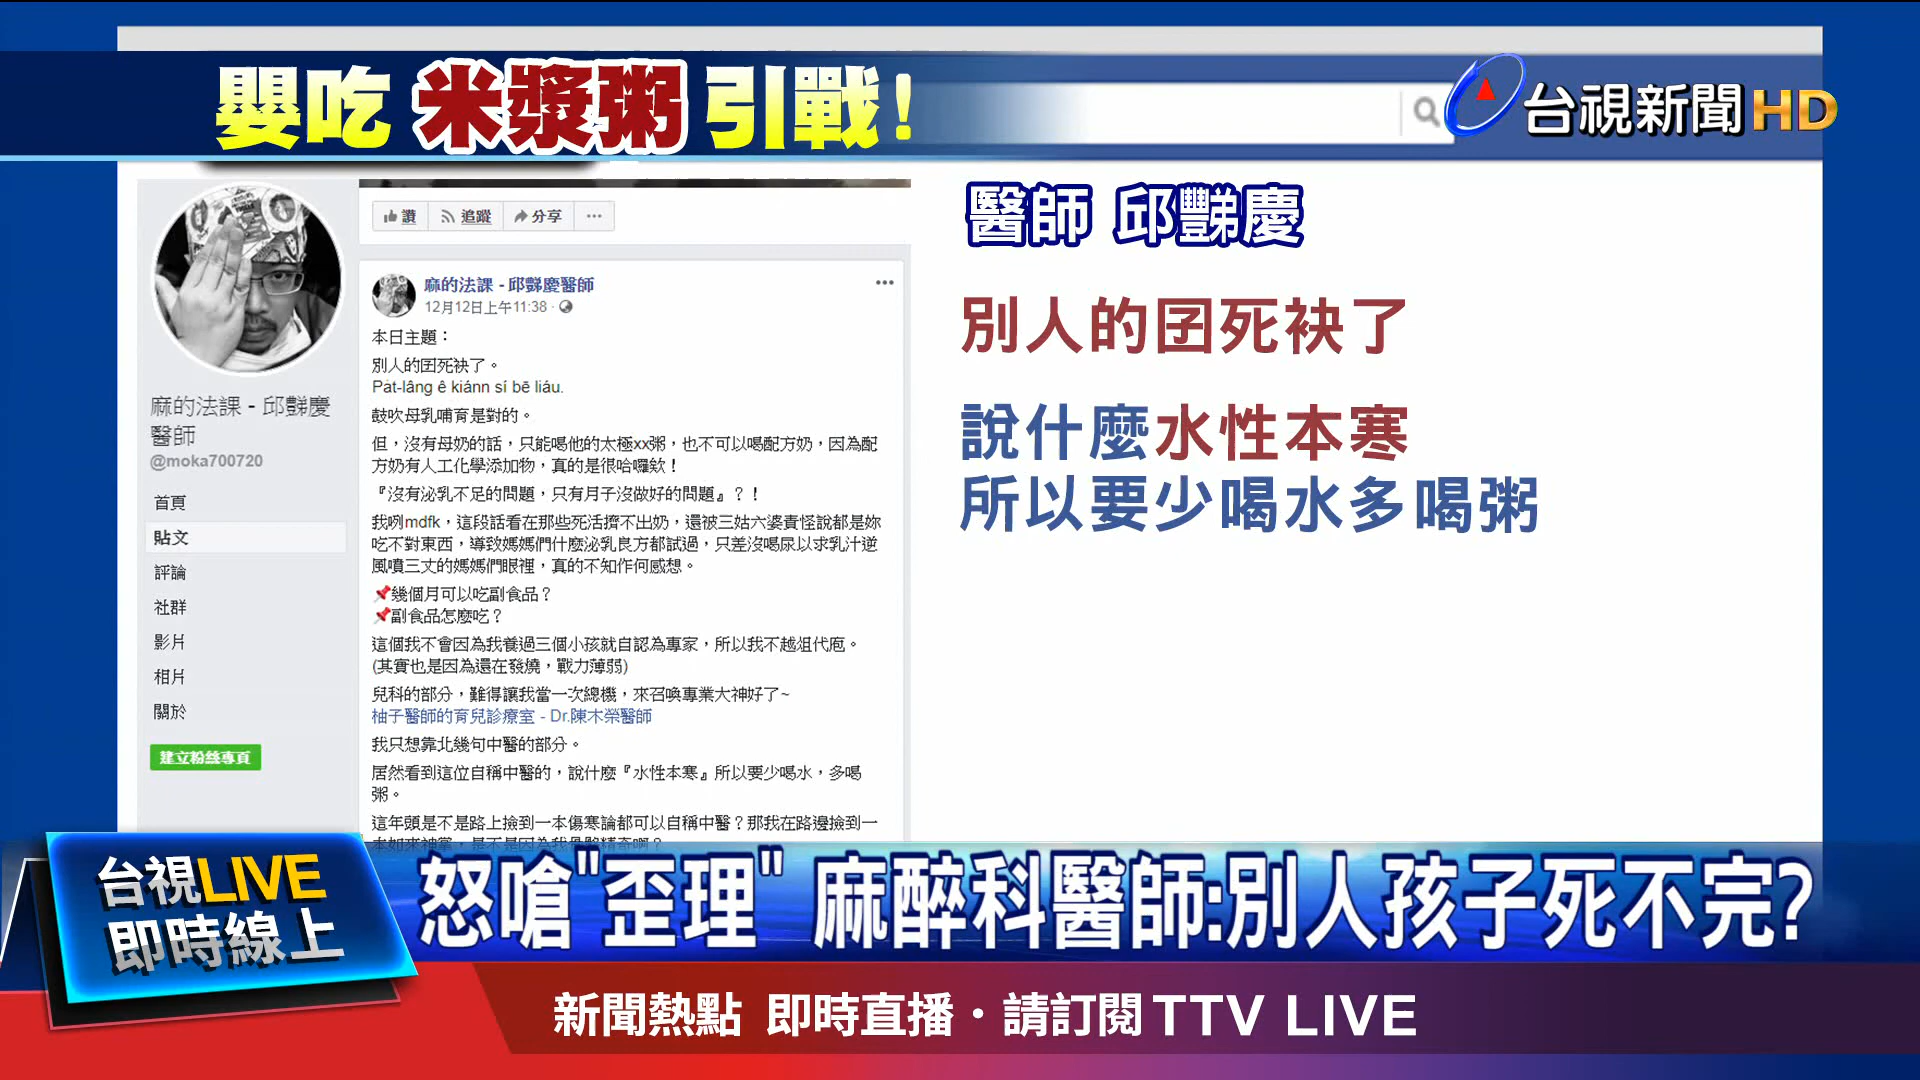 嬰吃 米漿粥 引戰!
台視新聞 HD
醫師 邱豑慶
別人的囝死袂了
說什麼水性本寒
所以要少喝水多喝粥
麻的法課 - 邱豑慶
醫師
@moka700720
首頁
貼文
評論
社群
影片
相片
關於
建立粉絲專頁
讚 追蹤 分享 ···
麻的法課 - 邱豑慶醫師
12月12日上午11:38 ·
本日主題：
別人的囝死袂了。
Pa̍t-lâng ê kiánn sí bē liáu.
鼓吹母乳哺育是對的。
但，沒有母奶的話，只能喝他的太極xx粥，也不可以喝配方奶，因為配
方奶有人工化學添加物，真的是很哈囉欸！
『沒有泌乳不足的問題，只有月子沒做好的問題』？！
我咧mdfk，這段話看在那些死活擠不出奶，還被三姑六婆責怪說都是妳
吃不對東西，導致媽媽們什麼泌乳良方都試過，只差沒喝尿以求乳汁逆
風噴三丈的媽媽們眼裡，真的不知作何感想。
📌幾個月可以吃副食品？
📌副食品怎麼吃？
這個我不會因為我養過三個小孩就自認為專家，所以我不越俎代庖。
(其實也是因為還在發燒，戰力薄弱)
兒科的部分，難得讓我當一次總機，來召喚專業大神好了~
柚子醫師的育兒診療室 - Dr.陳木榮醫師
我只想靠北幾句中醫的部分。
居然看到這位自稱中醫的，說什麼『水性本寒』所以要少喝水，多喝
粥。
這年頭是不是路上撿到一本傷寒論都可以自稱中醫？那我在路邊撿到一
本如來神掌，是不是因為我骨骼精奇啊？
台視LIVE
即時線上
怒嗆"歪理" 麻醉科醫師:別人孩子死不完?
新聞熱點 即時直播·請訂閱TTV LIVE